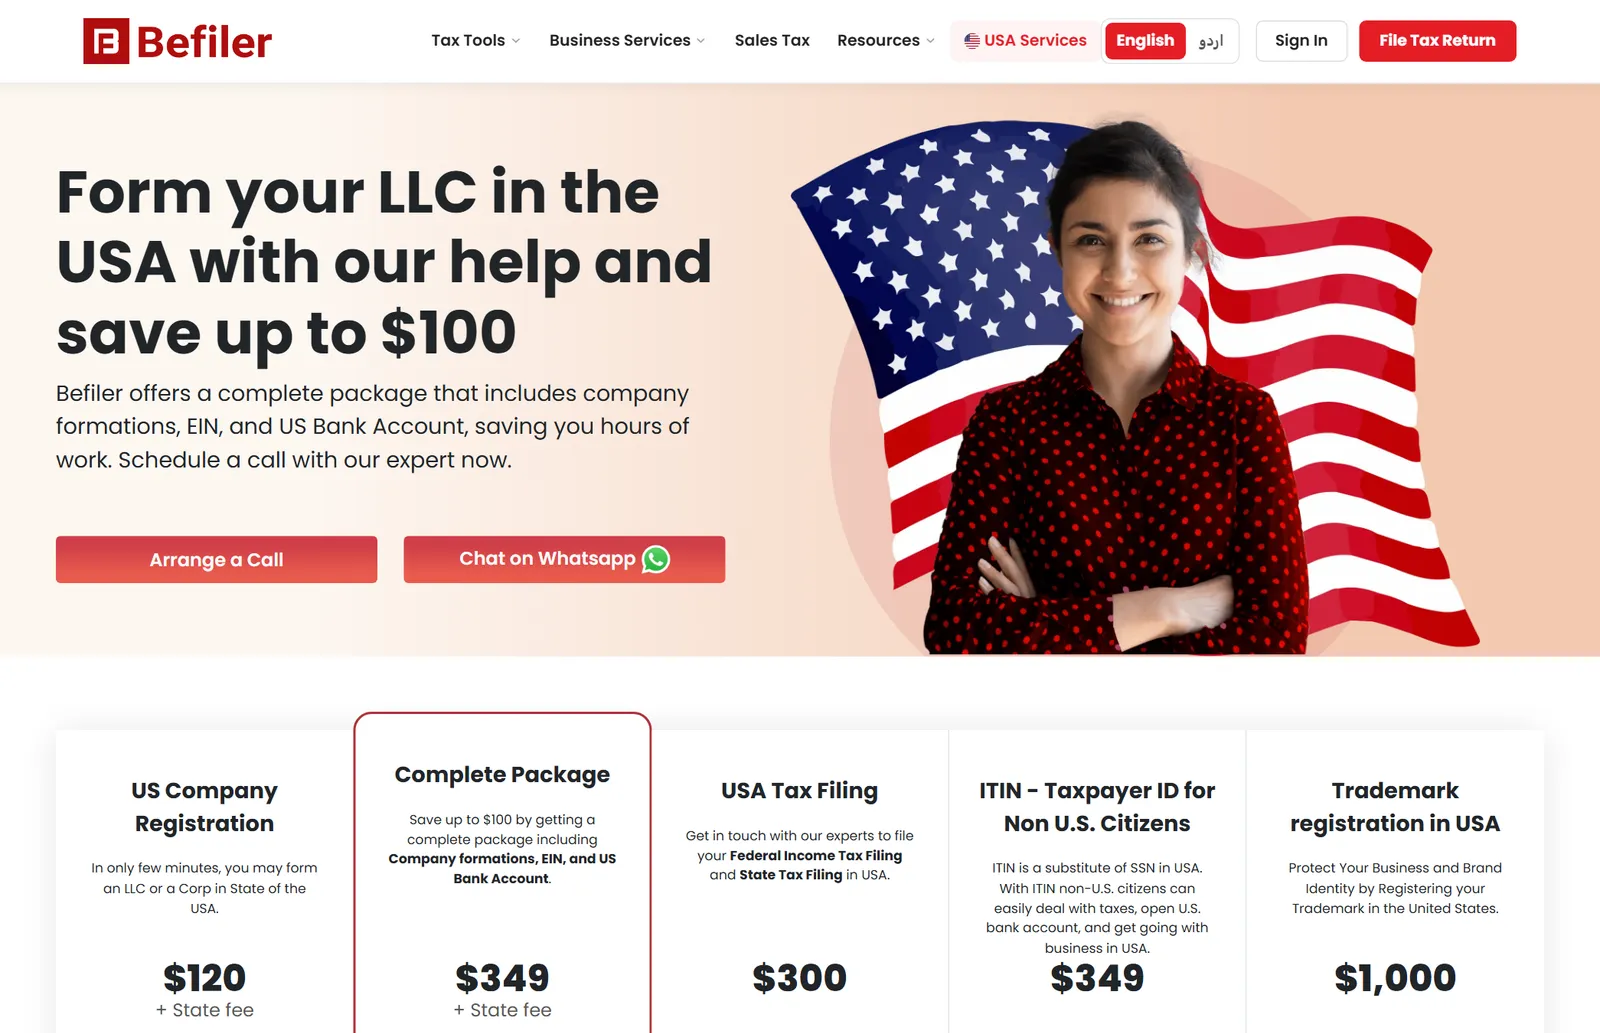 Befiler
Tax Tools
Business Services
Sales Tax
Resources
USA Services
English
اردو
Sign In
File Tax Return
Form your LLC in the
USA with our help and
save up to $100
Befiler offers a complete package that includes company
formations, EIN, and US Bank Account, saving you hours of
work. Schedule a call with our expert now.
Arrange a Call
Chat on Whatsapp
US Company
Registration
In only few minutes, you may form
an LLC or a Corp in State of the
USA.
$120
+ State fee
Complete Package
Save up to $100 by getting a
complete package including
Company formations, EIN, and US
Bank Account.
$349
+ State fee
USA Tax Filing
Get in touch with our experts to file
your Federal Income Tax Filing
and State Tax Filing in USA.
$300
ITIN - Taxpayer ID for
Non U.S. Citizens
ITIN is a substitute of SSN in USA.
With ITIN non-U.S. citizens can
easily deal with taxes, open U.S.
bank account, and get going with
business in USA.
$349
Trademark
registration in USA
Protect Your Business and Brand
Identity by Registering your
Trademark in the United States.
$1,000